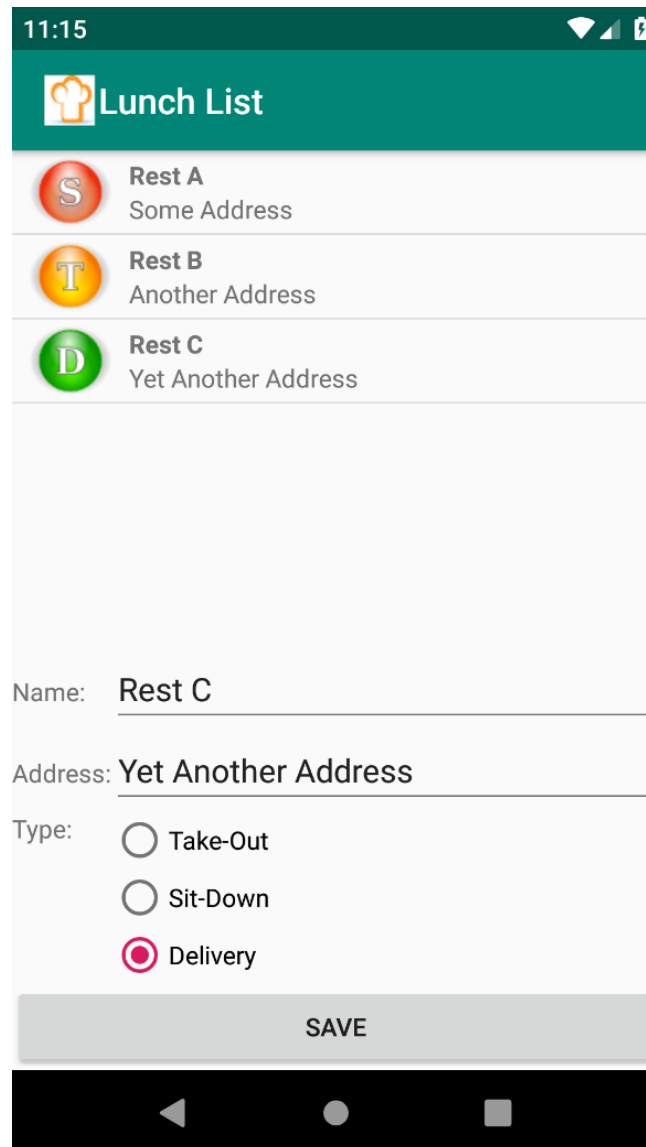 11:15
Lunch List
S
Rest A
Some Address
T
Rest B
Another Address
D
Rest C
Yet Another Address
Name: Rest C
Address: Yet Another Address
Type:
Take-Out
Sit-Down
Delivery
SAVE